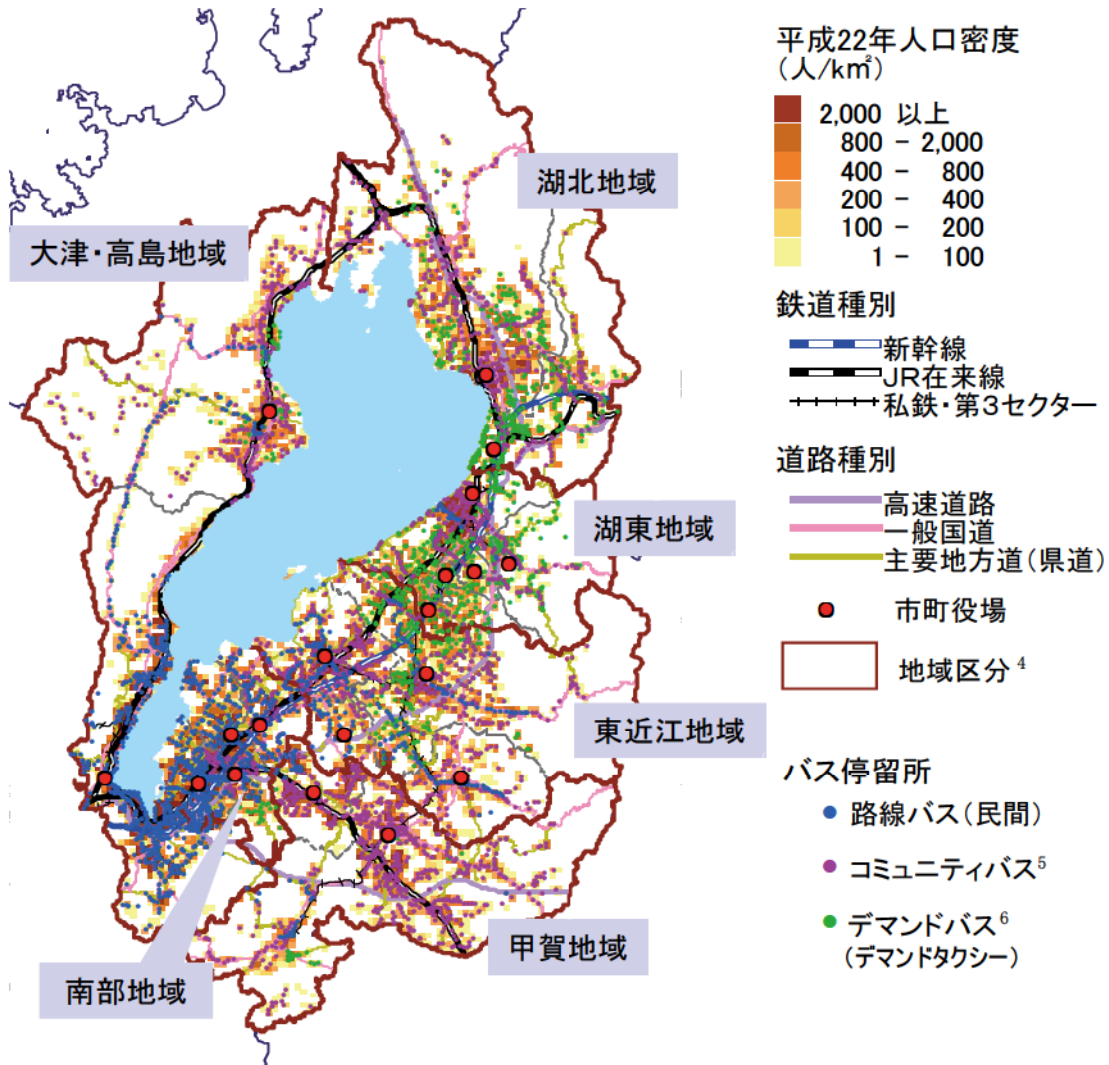 平成22年人口密度
(人/k㎡)
2,000 以上
800 - 2,000
400 - 800
200 - 400
100 - 200
1 - 100
鉄道種別
新幹線
JR在来線
私鉄・第3セクター
道路種別
高速道路
一般国道
主要地方道(県道)
市町役場
地域区分 4
バス停留所
路線バス(民間)
コミュニティバス5
デマンドバス6
(デマンドタクシー)
湖北地域
大津・高島地域
湖東地域
東近江地域
甲賀地域
南部地域